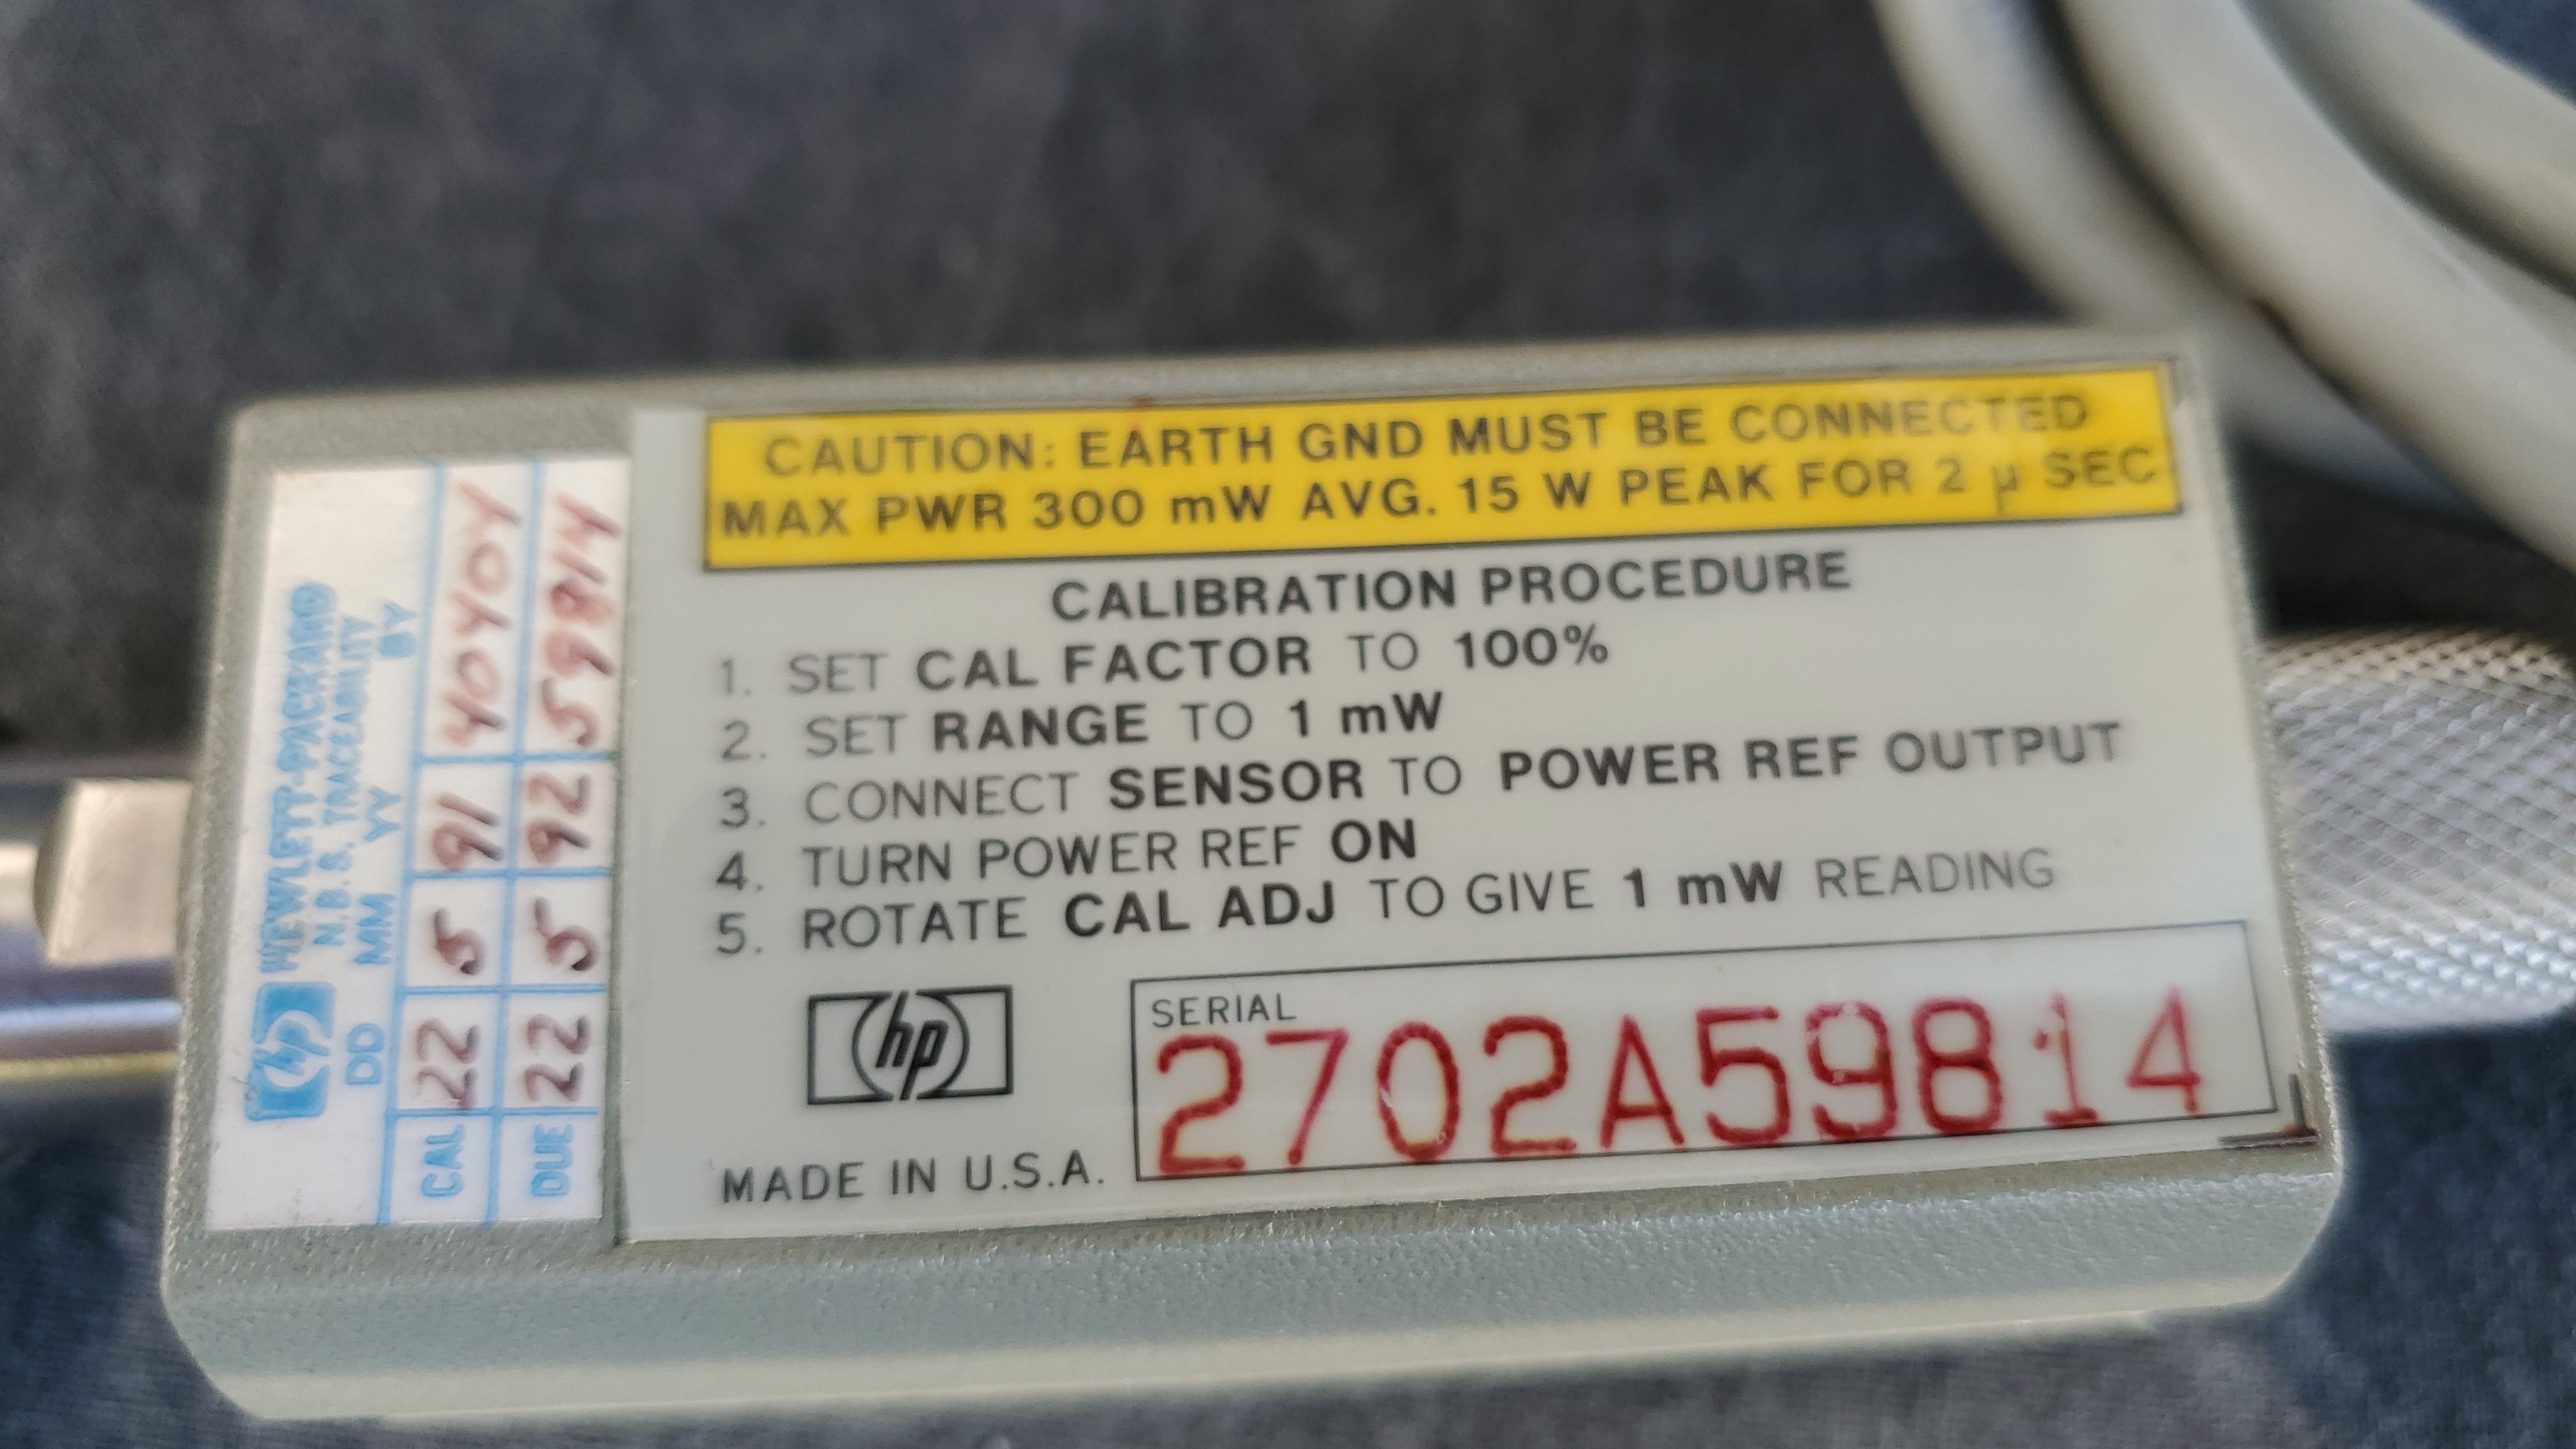 CAUTION: EARTH GND MUST BE CONNECTED
MAX PWR 300 mW AVG. 15 W PEAK FOR 2 µ SEC
CALIBRATION PROCEDURE
1. SET CAL FACTOR TO 100%
2. SET RANGE TO 1 mW
3. CONNECT SENSOR TO POWER REF OUTPUT
4. TURN POWER REF ON
5. ROTATE CAL ADJ TO GIVE 1 mW READING
hp
SERIAL
2702A59814
MADE IN U.S.A.
hp HEWLETT-PACKARD
N.B.S. TRACEABILITY
DD MM YY BY
CAL 22 5 91 40404
DUE 22 5 92 59814